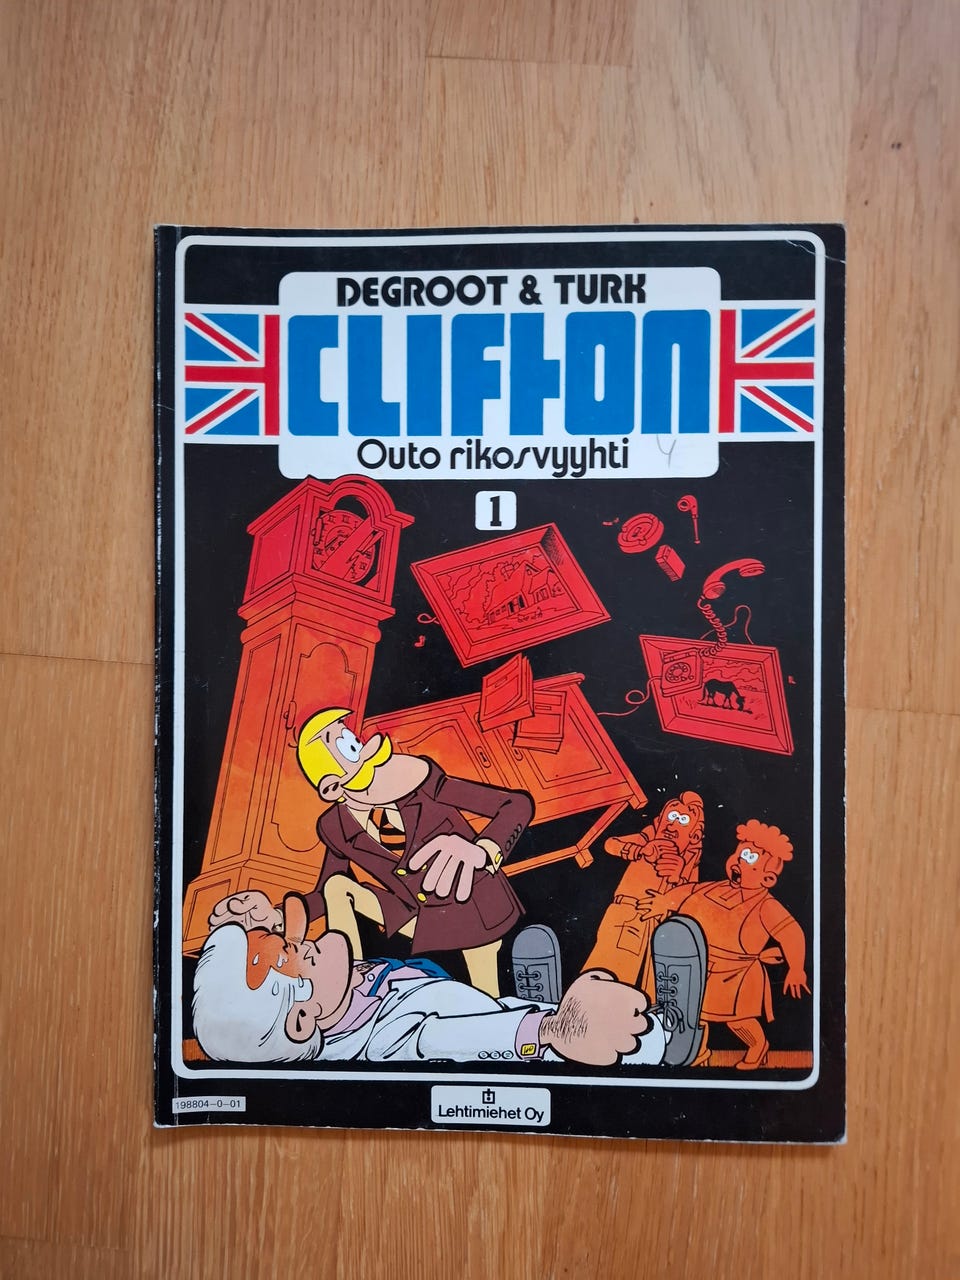 DEGROOT & TURK
CLIFTON
Outo rikosvyyhti
4
1
198804-0-01
Lehtimiehet Oy